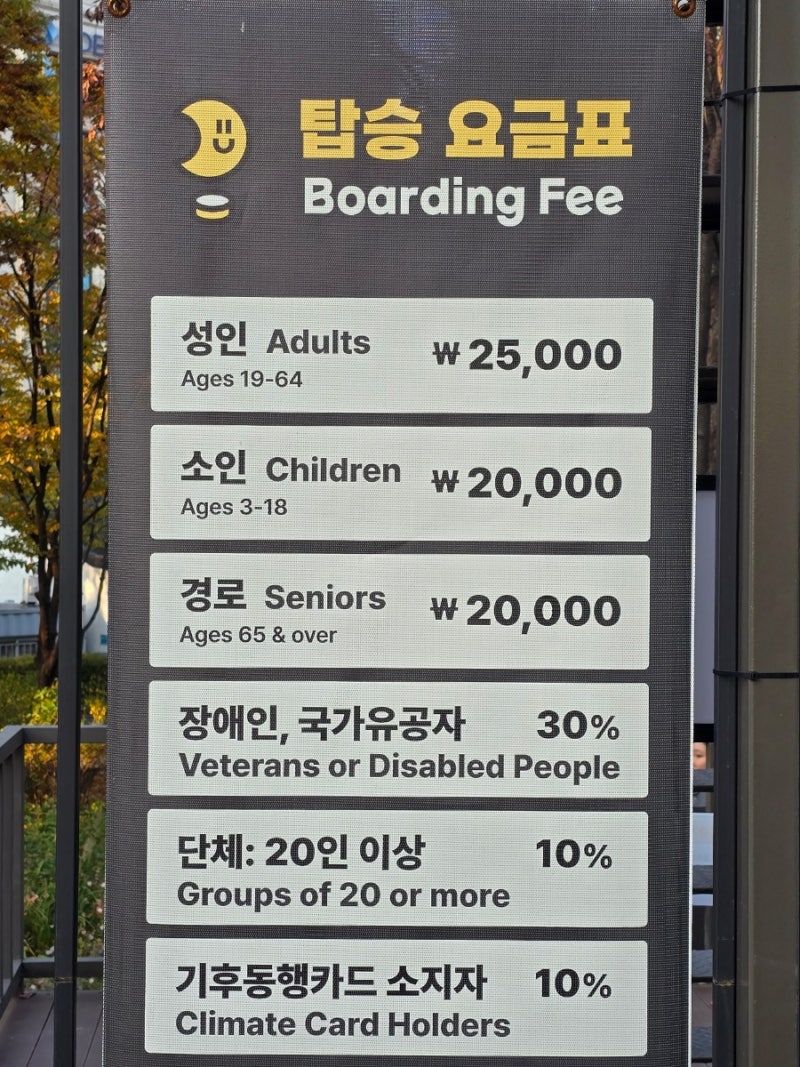 탑승 요금표
Boarding Fee
성인 Adults ₩ 25,000
Ages 19-64
소인 Children ₩ 20,000
Ages 3-18
경로 Seniors ₩ 20,000
Ages 65 & over
장애인, 국가유공자 30%
Veterans or Disabled People
단체: 20인 이상 10%
Groups of 20 or more
기후동행카드 소지자 10%
Climate Card Holders